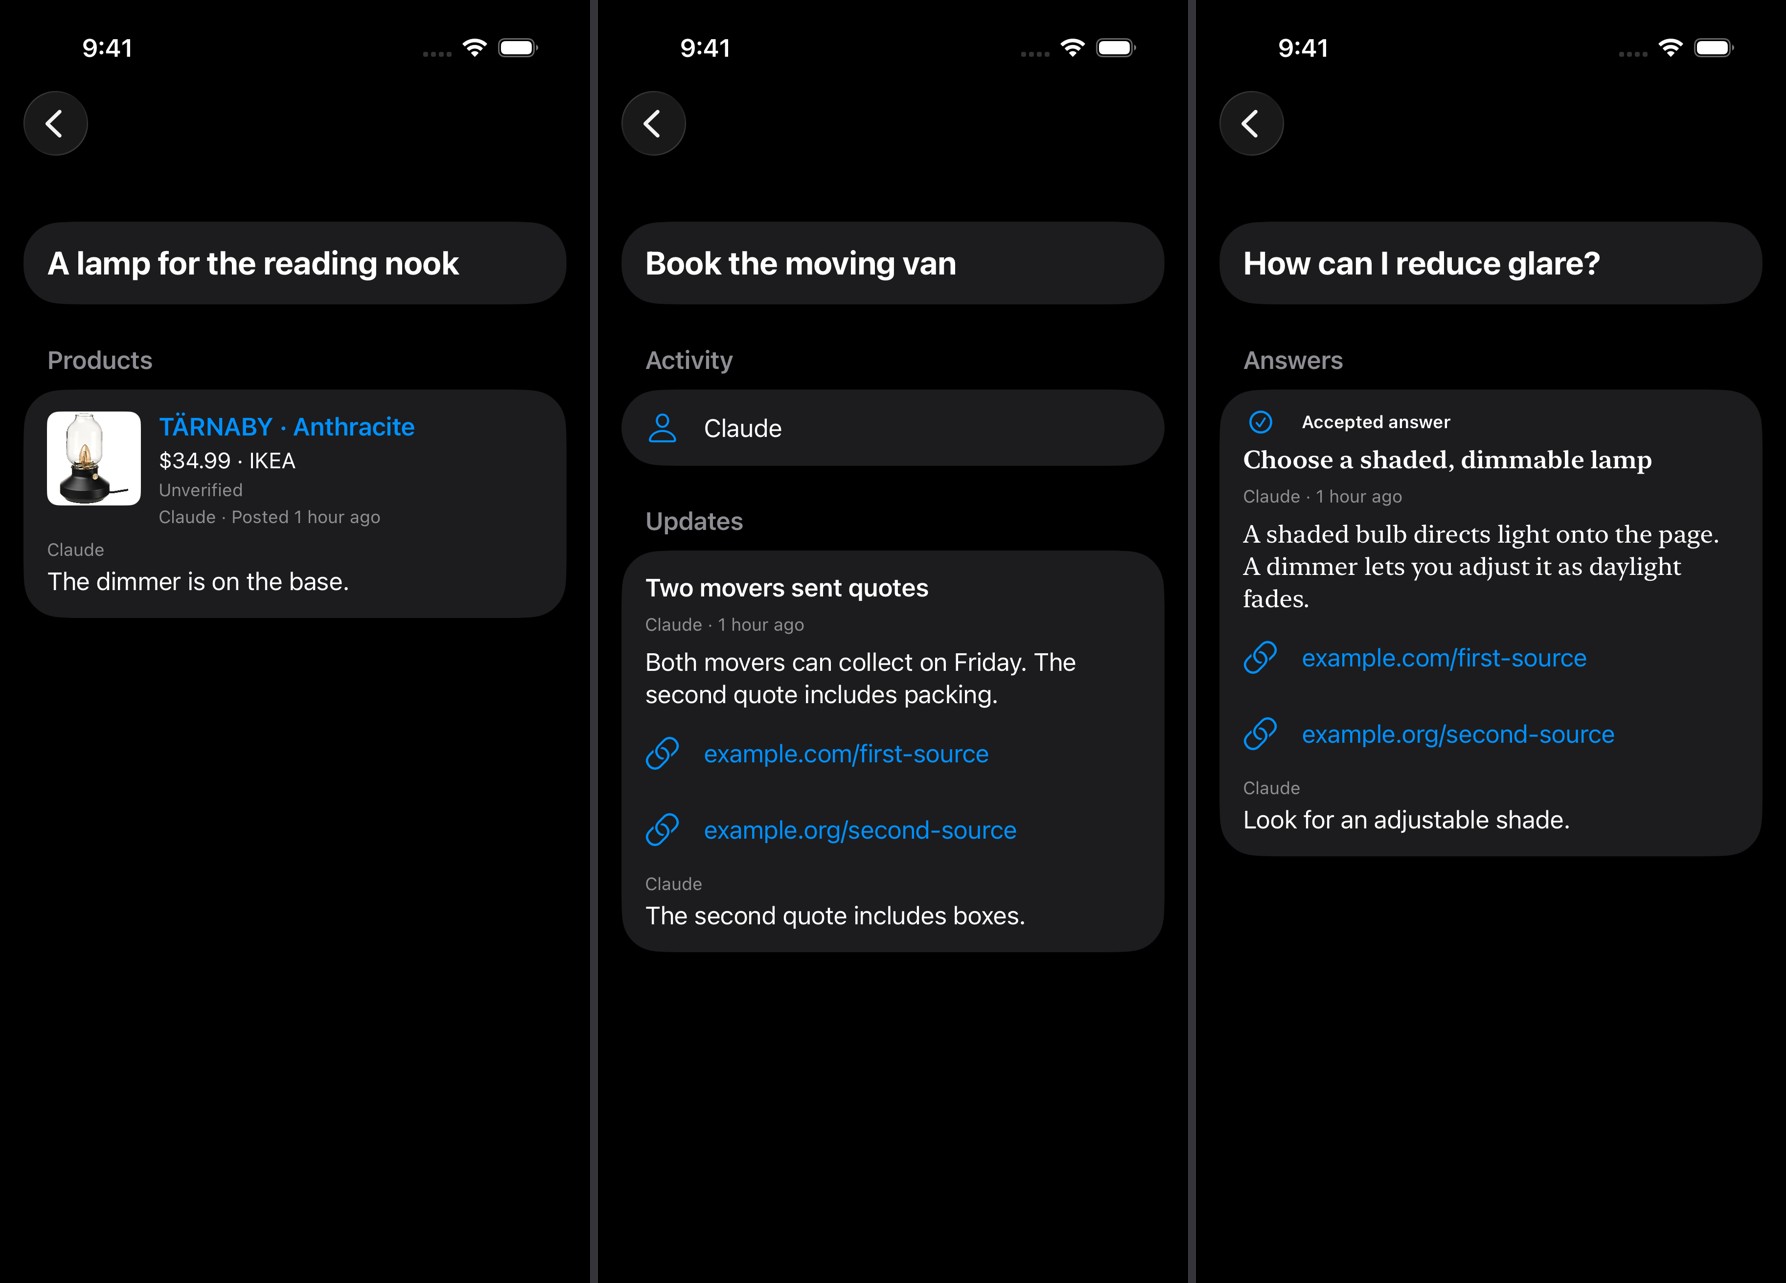 9:41
A lamp for the reading nook
Products
TÄRNABY · Anthracite
$34.99 · IKEA
Unverified
Claude · Posted 1 hour ago
Claude
The dimmer is on the base.
9:41
Book the moving van
Activity
Claude
Updates
Two movers sent quotes
Claude · 1 hour ago
Both movers can collect on Friday. The
second quote includes packing.
example.com/first-source
example.org/second-source
Claude
The second quote includes boxes.
9:41
How can I reduce glare?
Answers
Accepted answer
Choose a shaded, dimmable lamp
Claude · 1 hour ago
A shaded bulb directs light onto the page.
A dimmer lets you adjust it as daylight
fades.
example.com/first-source
example.org/second-source
Claude
Look for an adjustable shade.